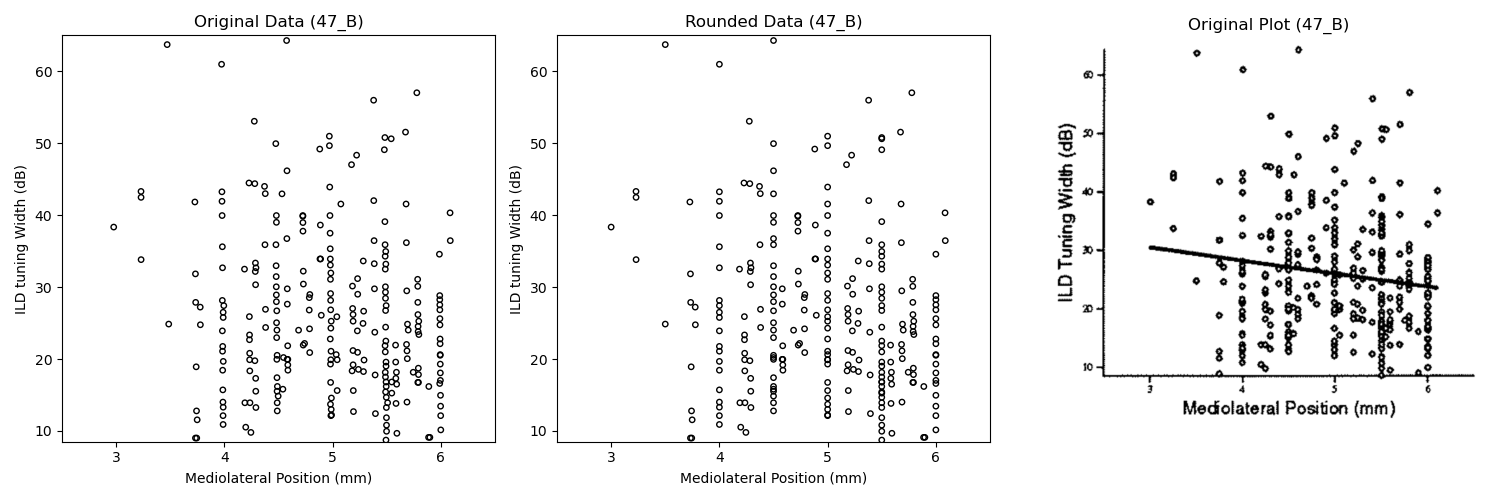 Original Data (47_B)
60
50
40
30
20
10
ILD tuning Width (dB)
3 4 5 6
Mediolateral Position (mm)
Rounded Data (47_B)
60
50
40
30
20
10
ILD tuning Width (dB)
3 4 5 6
Mediolateral Position (mm)
Original Plot (47_B)
60
50
40
30
20
10
ILD Tuning Width (dB)
3 4 5 6
Mediolateral Position (mm)